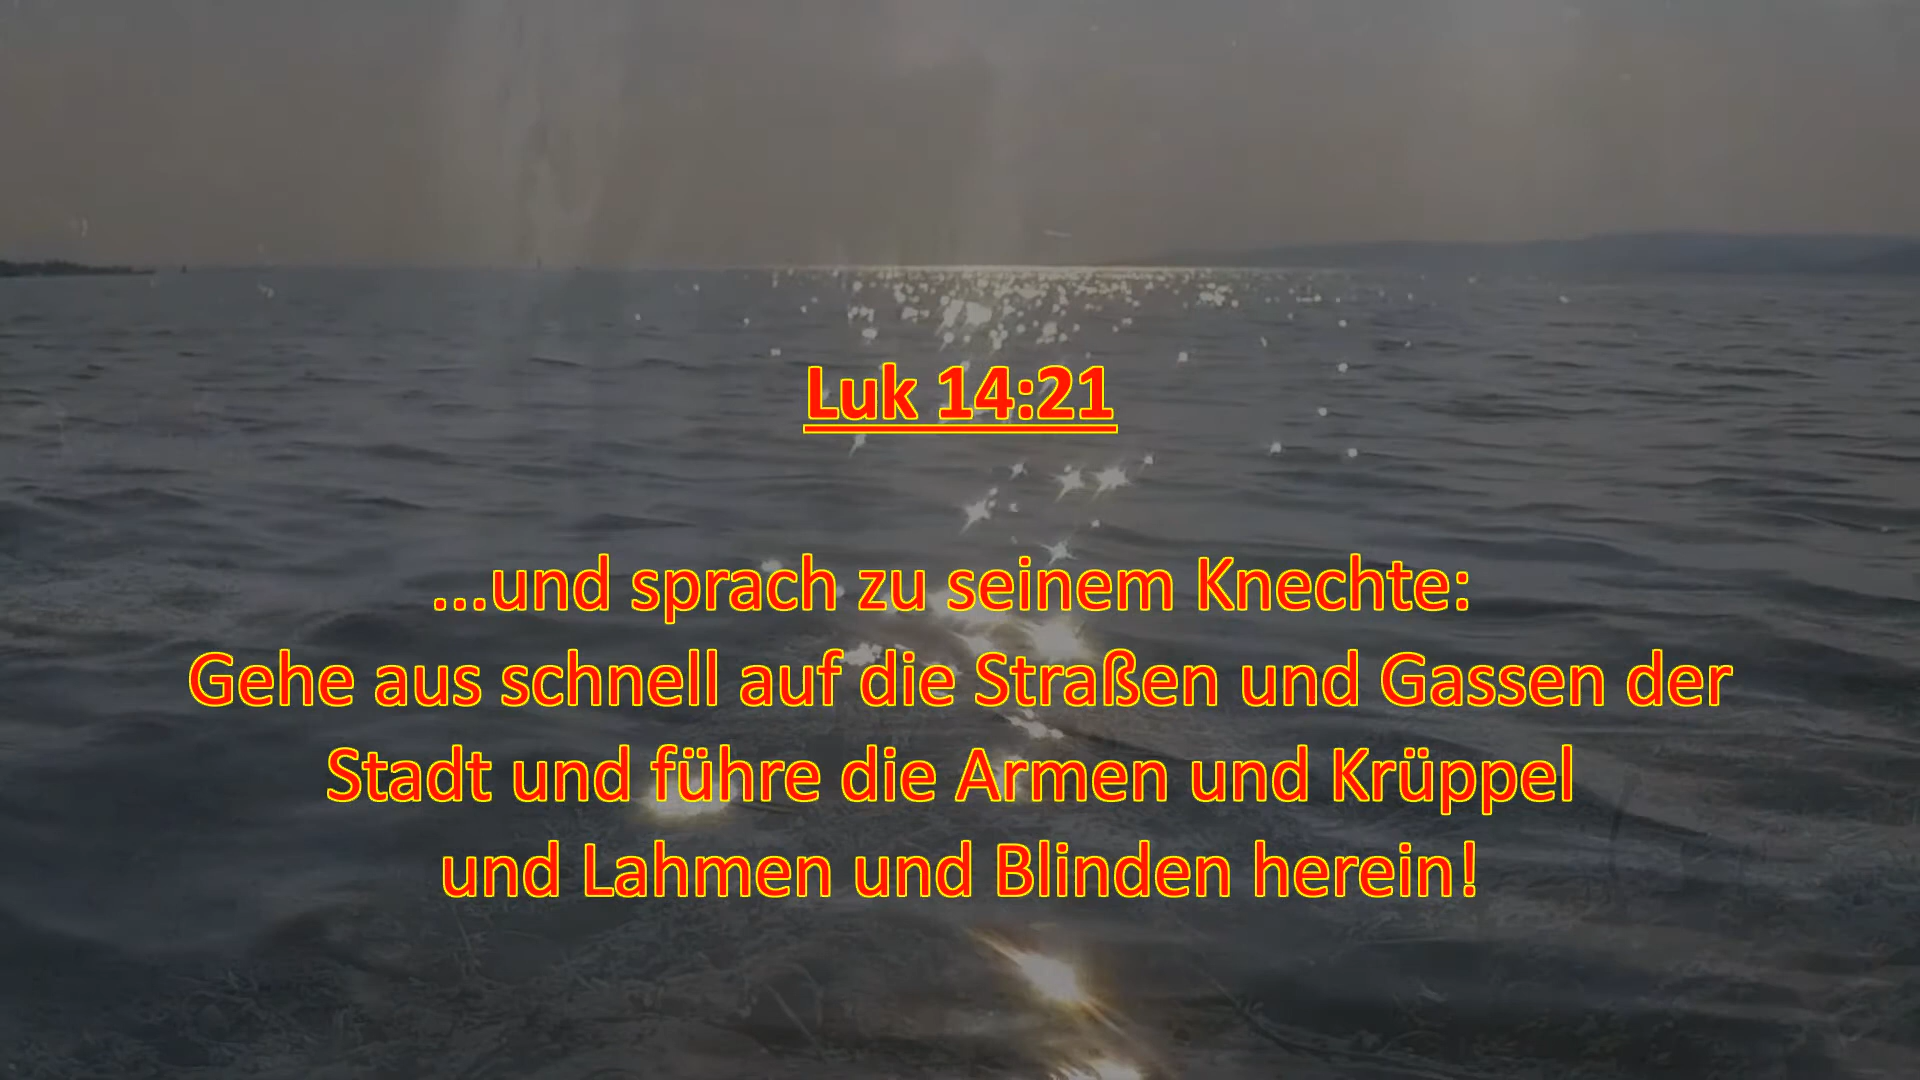 Luk 14:21
...und sprach zu seinem Knechte:
Gehe aus schnell auf die Straßen und Gassen der
Stadt und führe die Armen und Krüppel
und Lahmen und Blinden herein!